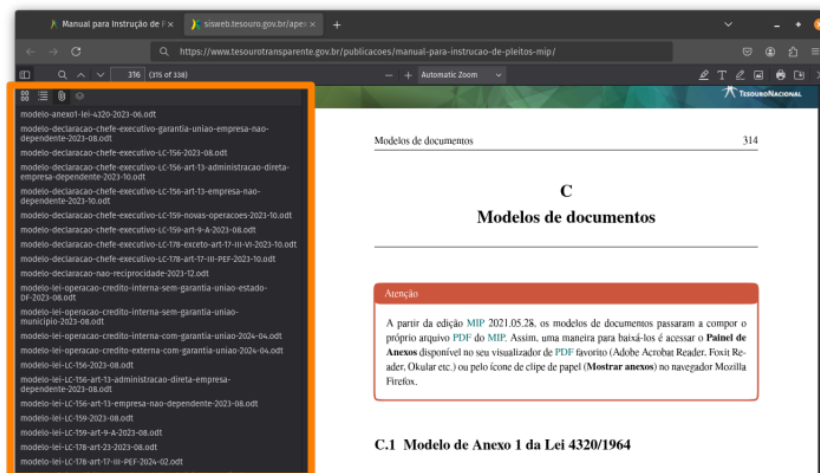 Manual para Instrução de P
sisweb.tesouro.gov.br/apex
https://www.tesourotransparente.gov.br/publicacoes/manual-para-instrucao-de-pleitos-mip/
316 (315 of 338)
Automatic Zoom
modelo-anexo1-lei-4320-2023-06.odt
modelo-declaracao-chefe-executivo-garantia-uniao-empresa-nao-
dependente-2023-08.odt
modelo-declaracao-chefe-executivo-LC-156-2023-08.odt
modelo-declaracao-chefe-executivo-LC-156-art-13-administracao-direta-
empresa-dependente-2023-10.odt
modelo-declaracao-chefe-executivo-LC-156-art-13-empresa-nao-
dependente-2023-10.odt
modelo-declaracao-chefe-executivo-LC-159-novas-operacoes-2023-10.odt
modelo-declaracao-chefe-executivo-LC-159-art-9-A-2023-08.odt
modelo-declaracao-chefe-executivo-LC-178-exceto-art-17-III-VI-2023-10.odt
modelo-declaracao-chefe-executivo-LC-178-art-17-III-PEF-2023-10.odt
modelo-declaracao-nao-reciprocidade-2023-12.odt
modelo-lei-operacao-credito-interna-sem-garantia-uniao-estado-
DF-2023-08.odt
modelo-lei-operacao-credito-interna-sem-garantia-uniao-
municipio-2023-08.odt
modelo-lei-operacao-credito-interna-com-garantia-uniao-2024-04.odt
modelo-lei-operacao-credito-externa-com-garantia-uniao-2024-04.odt
modelo-lei-LC-156-2023-08.odt
modelo-lei-LC-156-art-13-administracao-direta-empresa-
dependente-2023-08.odt
modelo-lei-LC-156-art-13-empresa-nao-dependente-2023-08.odt
modelo-lei-LC-159-2023-08.odt
modelo-lei-LC-159-art-9-A-2023-08.odt
modelo-lei-LC-178-art-23-2023-08.odt
modelo-lei-LC-178-art-17-III-PEF-2024-02.odt
TESOURO NACIONAL
Modelos de documentos 314
C
Modelos de documentos
Atenção
A partir da edição MIP 2021.05.28, os modelos de documentos passaram a compor o
próprio arquivo PDF do MIP. Assim, uma maneira para baixá-los é acessar o Painel de
Anexos disponível no seu visualizador de PDF favorito (Adobe Acrobat Reader, Foxit Re-
ader, Okular etc.) ou pelo ícone de clipe de papel (Mostrar anexos) no navegador Mozilla
Firefox.
C.1 Modelo de Anexo 1 da Lei 4320/1964